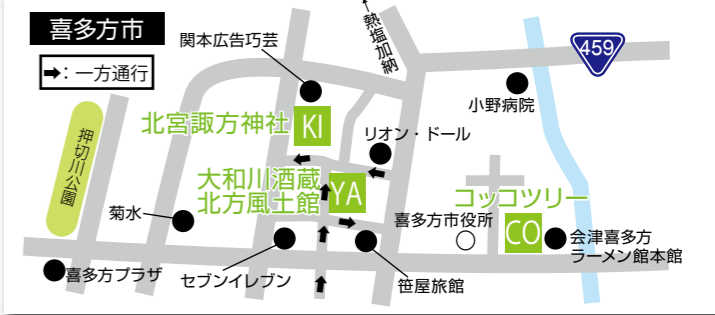 喜多方市
➡：一方通行
関本広告巧芸
←熱塩加納
459
小野病院
北宮諏方神社
KI
リオン・ドール
押切川公園
大和川酒蔵
北方風土館
YA
コッコツリー
菊水
喜多方市役所
CO
会津喜多方
ラーメン館本館
喜多方プラザ
セブンイレブン
笹屋旅館